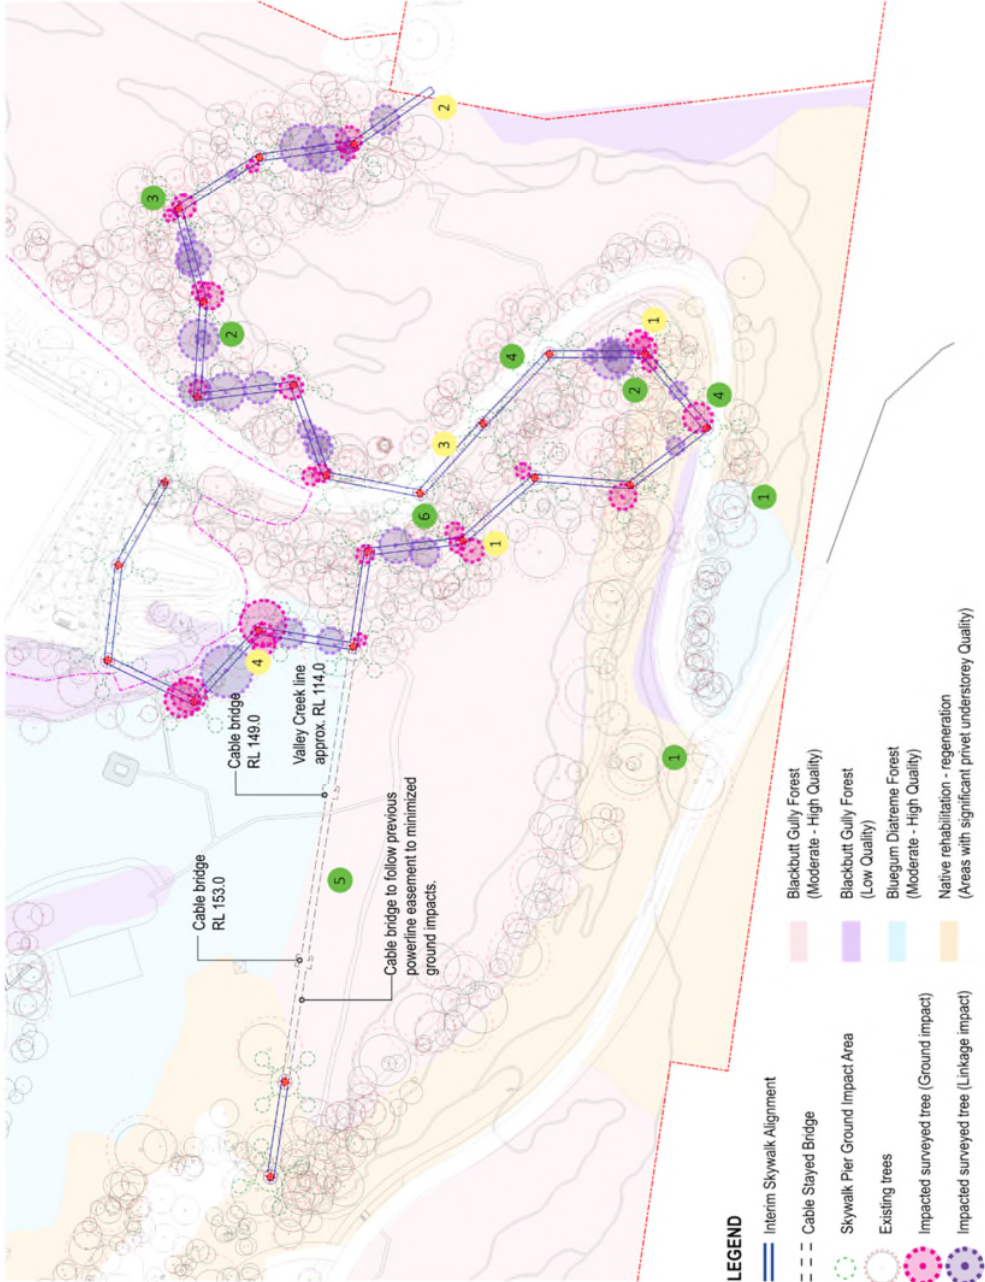 2
3
2
4
1
3
2
4
6
1
1
4
Cable bridge
RL 149.0
Valley Creek line
approx. RL 114.0
1
Cable bridge
RL 153.0
5
Cable bridge to follow previous
powerline easement to minimized
ground impacts.
LEGEND
Interim Skywalk Alignment
Cable Stayed Bridge
Skywalk Pier Ground Impact Area
Existing trees
Impacted surveyed tree (Ground impact)
Impacted surveyed tree (Linkage impact)
Blackbutt Gully Forest
(Moderate - High Quality)
Blackbutt Gully Forest
(Low Quality)
Bluegum Diatreme Forest
(Moderate - High Quality)
Native rehabilitation - regeneration
(Areas with significant privet understorey Quality)